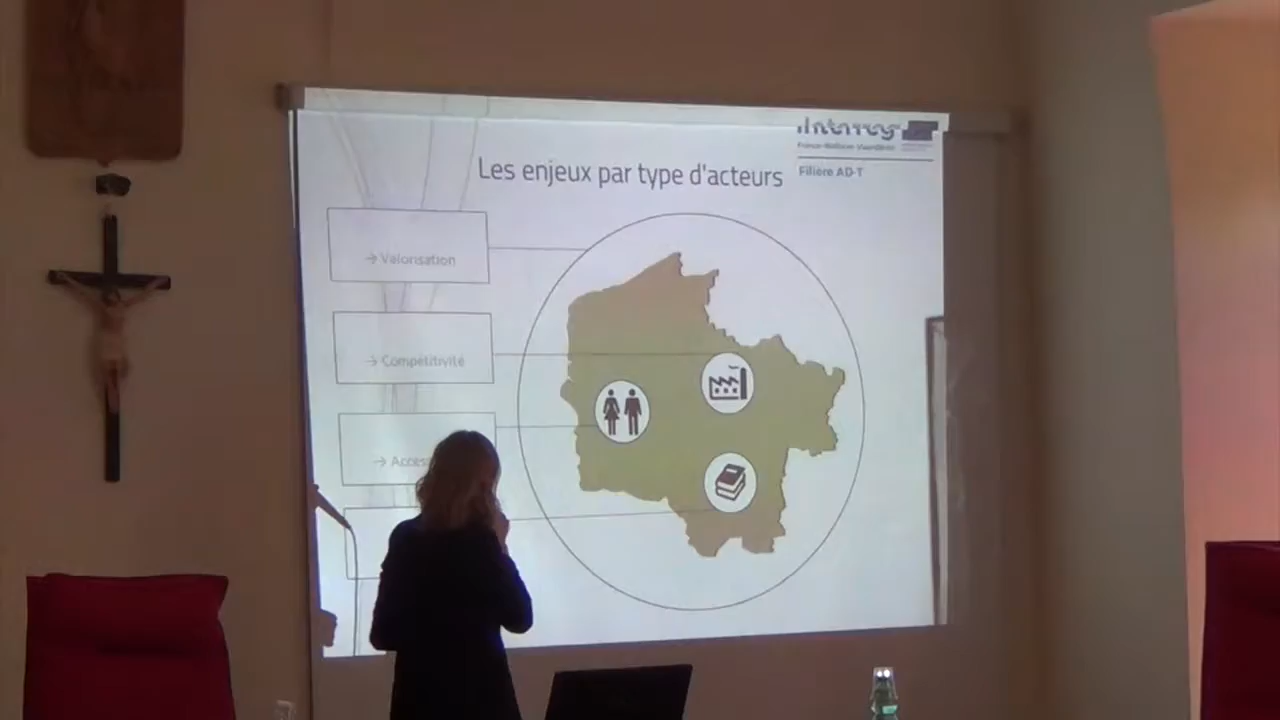 Interreg
France-Wallonie-Vlaanderen
Filière AD-T
Les enjeux par type d'acteurs
→ Valorisation
→ Compétitivité
→ Acces